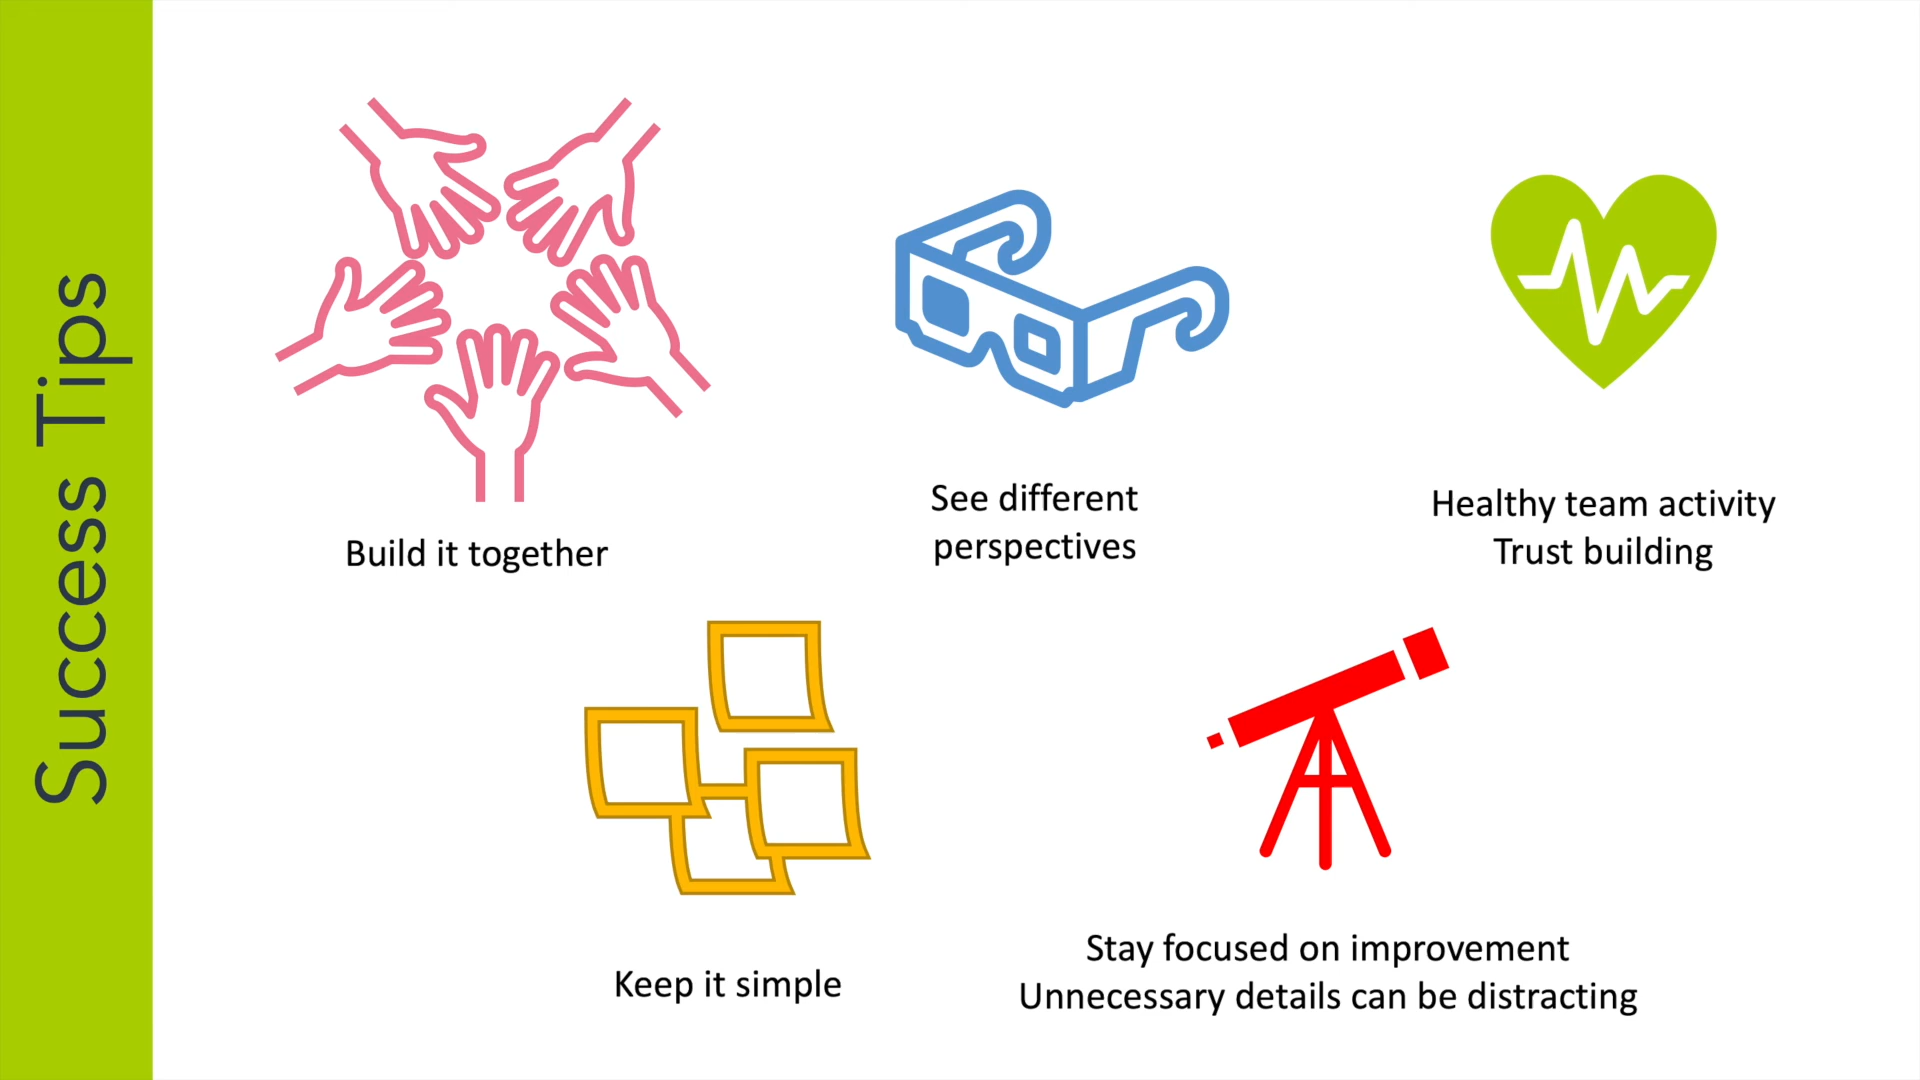 Success Tips
Build it together
See different
perspectives
Healthy team activity
Trust building
Keep it simple
Stay focused on improvement
Unnecessary details can be distracting